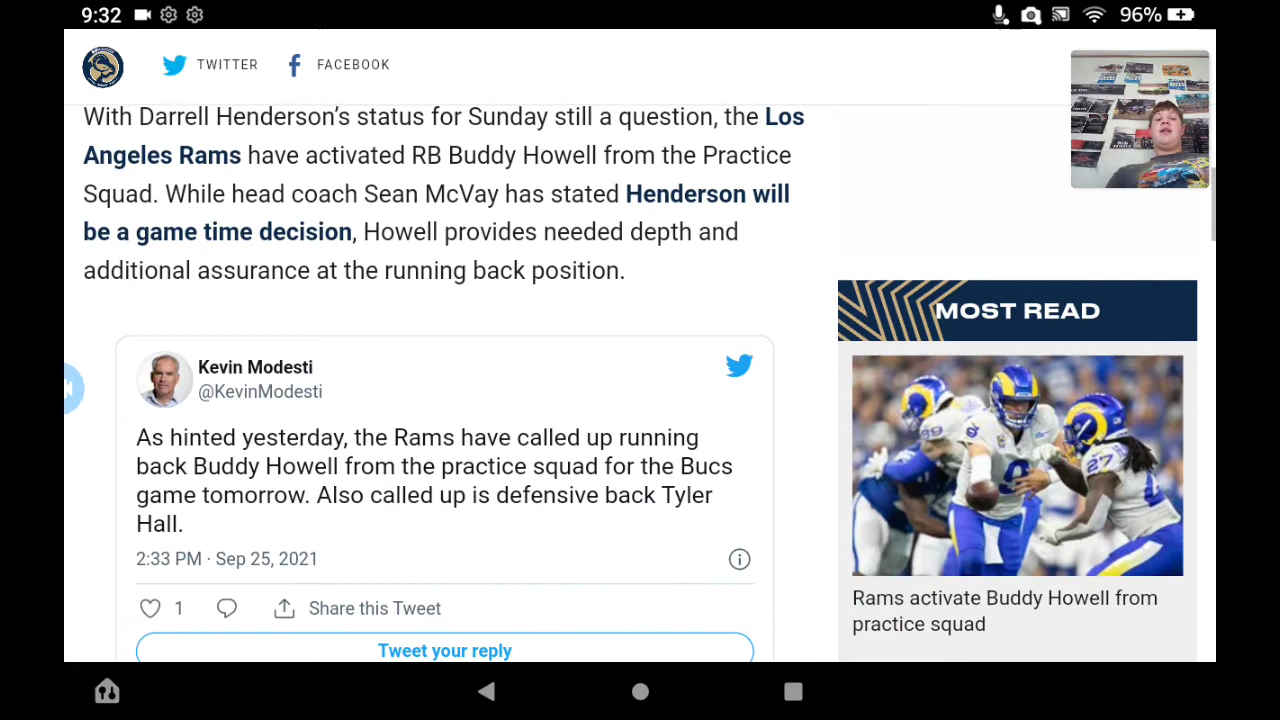 9:32
96%
TWITTER
FACEBOOK
With Darrell Henderson’s status for Sunday still a question, the Los
Angeles Rams have activated RB Buddy Howell from the Practice
Squad. While head coach Sean McVay has stated Henderson will
be a game time decision, Howell provides needed depth and
additional assurance at the running back position.
MOST READ
Kevin Modesti
@KevinModesti
As hinted yesterday, the Rams have called up running
back Buddy Howell from the practice squad for the Bucs
game tomorrow. Also called up is defensive back Tyler
Hall.
2:33 PM · Sep 25, 2021
1
Share this Tweet
Tweet your reply
9
27
Rams activate Buddy Howell from
practice squad